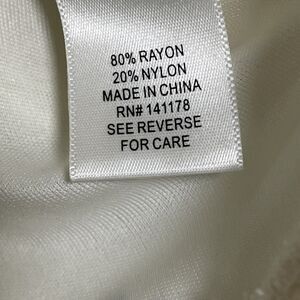 80% RAYON
20% NYLON
MADE IN CHINA
RN# 141178
SEE REVERSE
FOR CARE